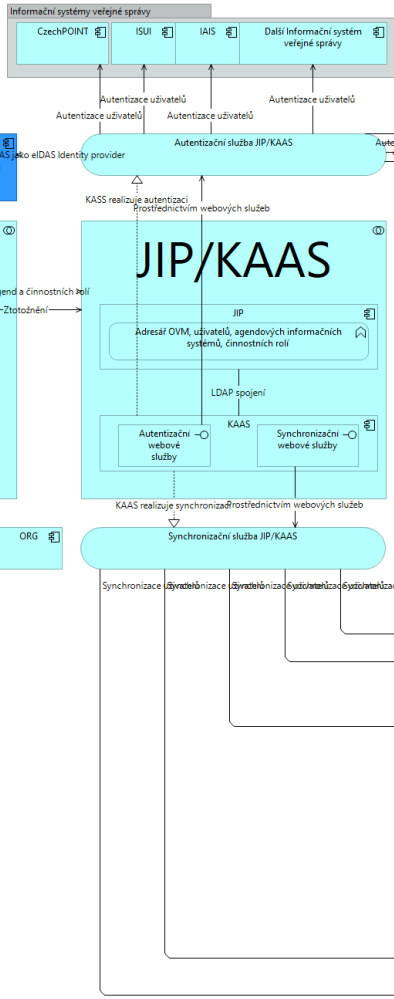 Informační systémy veřejné správy
CzechPOINT
ISUI
IAIS
Další Informační systém
veřejné správy
Autentizace uživatelů
Autentizace uživatelů
Autentizace uživatelů
Autentizace uživatelů
Autentizační služba JIP/KAAS
AS jako eIDAS Identity provider
KASS realizuje autentizaci
Prostřednictvím webových služeb
JIP/KAAS
gend a činnostních rolí
Ztotožnění
JIP
Adresář OVM, uživatelů, agendových informačních
systémů, činnostních rolí
LDAP spojení
KAAS
Autentizační
webové
služby
Synchronizační
webové služby
KAAS realizuje synchronizaci
Prostřednictvím webových služeb
ORG
Synchronizační služba JIP/KAAS
Synchronizace uživatelů